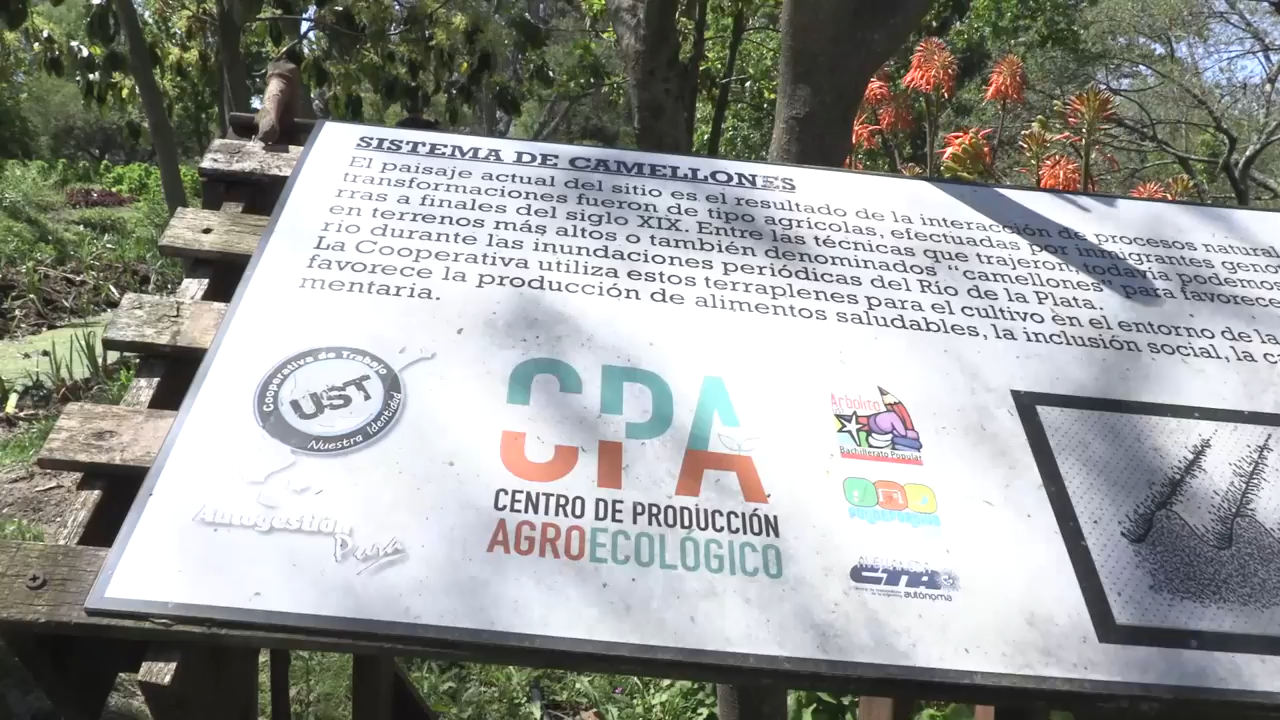 SISTEMA DE CAMELLONES
El paisaje actual del sitio es el resultado de la interacción de procesos natural
transformaciones fueron de tipo agrícolas, efectuadas por inmigrantes geno
rras a finales del siglo XIX. Entre las técnicas que trajeron, todavía podemos
en terrenos más altos o también denominados "camellones" para favorece
rio durante las inundaciones periódicas del Río de la Plata.
La Cooperativa utiliza estos terraplenes para el cultivo en el entorno de la
favorece la producción de alimentos saludables, la inclusión social, la c
mentaria.
Cooperativa de Trabajo
UST
Nuestra Identidad
Autogestión
Pura
CPA
CENTRO DE PRODUCCIÓN
AGROECOLÓGICO
Arbolito
Bachillerato Popular
AVELLANEDA
CTA
autónoma